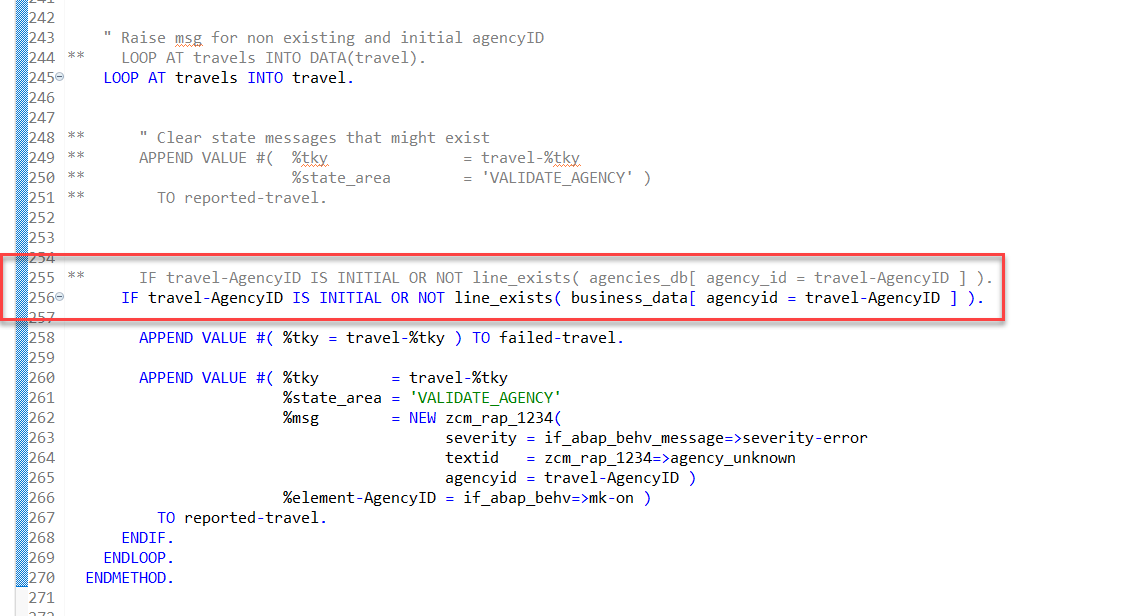 241
242
243      " Raise msg for non existing and initial agencyID
244 **    LOOP AT travels INTO DATA(travel).
245      LOOP AT travels INTO travel.
246
247
248 **      " Clear state messages that might exist
249 **      APPEND VALUE #(  %tky               = travel-%tky
250 **                       %state_area        = 'VALIDATE_AGENCY' )
251 **        TO reported-travel.
252
253
254
255 **      IF travel-AgencyID IS INITIAL OR NOT line_exists( agencies_db[ agency_id = travel-AgencyID ] ).
256        IF travel-AgencyID IS INITIAL OR NOT line_exists( business_data[ agencyid = travel-AgencyID ] ).
257
258          APPEND VALUE #( %tky = travel-%tky ) TO failed-travel.
259
260          APPEND VALUE #( %tky        = travel-%tky
261                          %state_area = 'VALIDATE_AGENCY'
262                          %msg        = NEW zcm_rap_1234(
263                                            severity = if_abap_behv_message=>severity-error
264                                            textid   = zcm_rap_1234=>agency_unknown
265                                            agencyid = travel-AgencyID )
266                          %element-AgencyID = if_abap_behv=>mk-on )
267            TO reported-travel.
268        ENDIF.
269      ENDLOOP.
270    ENDMETHOD.
271
272